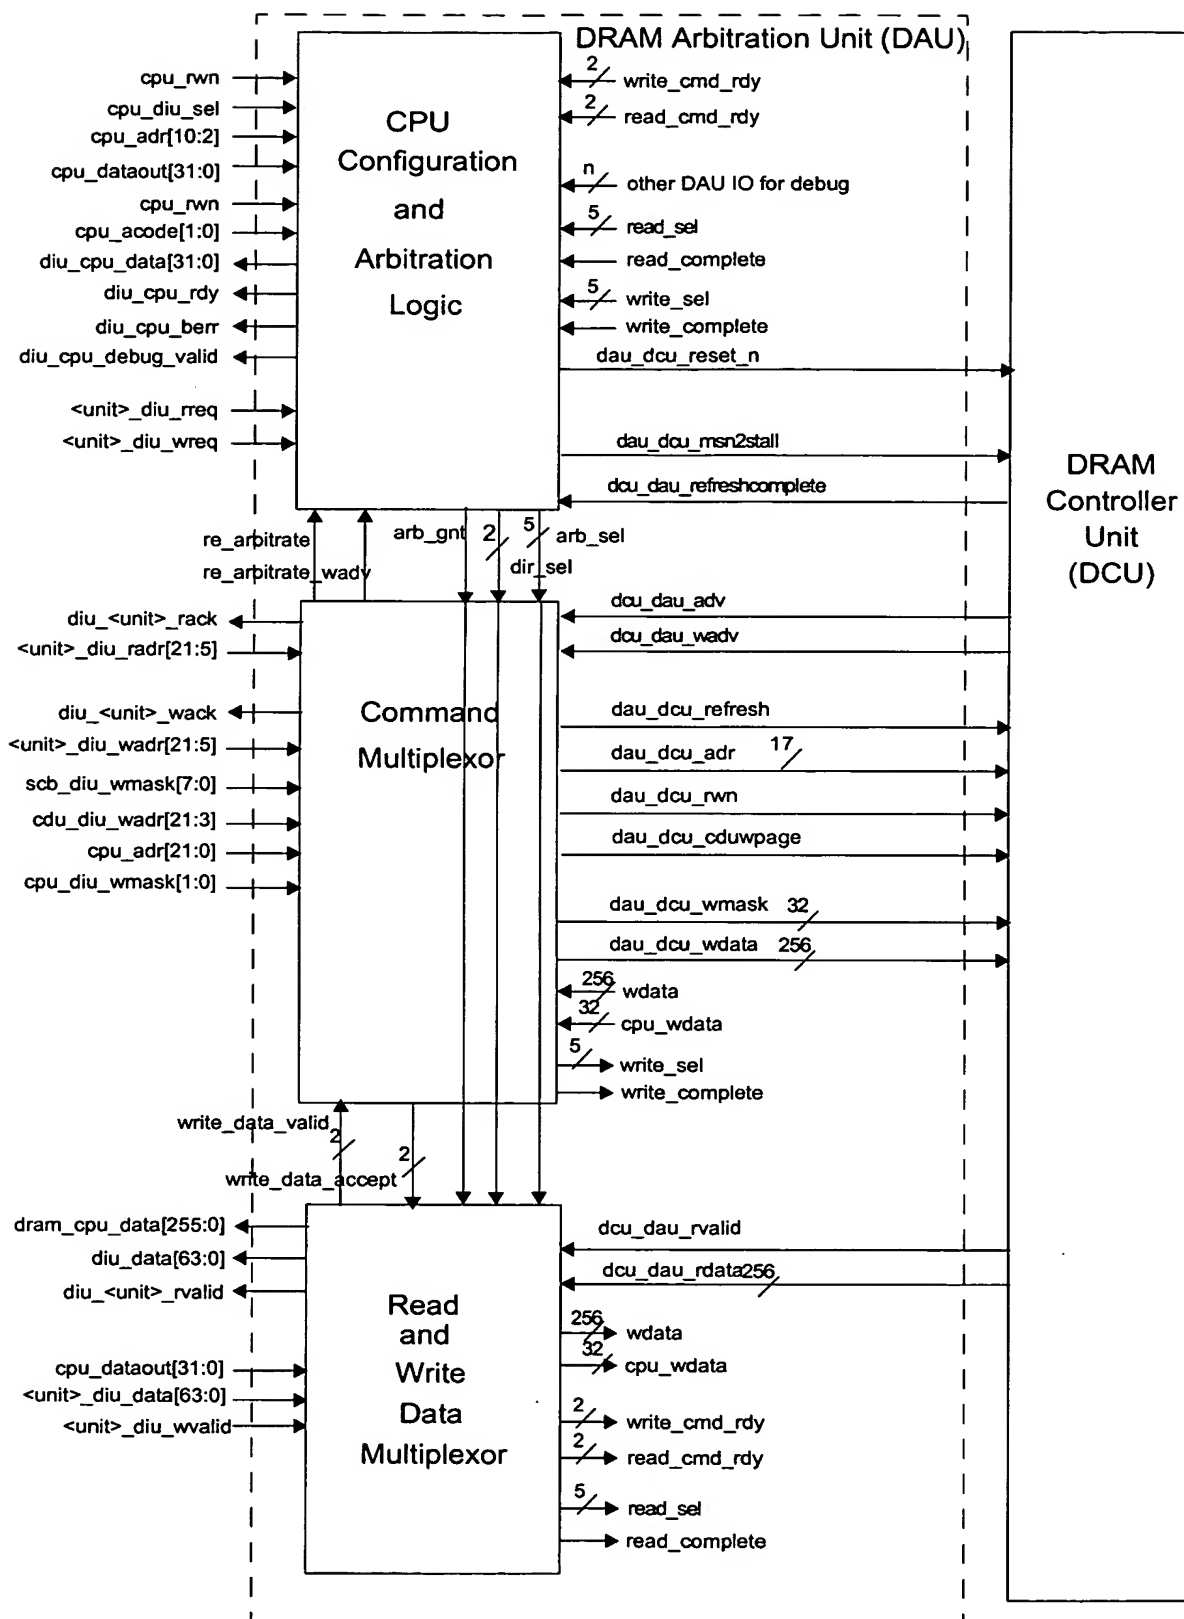 DRAM Arbitration Unit (DAU)
cpu_rwn
cpu_diu_sel
cpu_adr[10:2]
cpu_dataout[31:0]
cpu_rwn
cpu_acode[1:0]
diu_cpu_data[31:0]
diu_cpu_rdy
diu_cpu_berr
diu_cpu_debug_valid
<unit>_diu_rreq
<unit>_diu_wreq
CPU
Configuration
and
Arbitration
Logic
2
write_cmd_rdy
2
read_cmd_rdy
n
other DAU IO for debug
5
read_sel
read_complete
5
write_sel
write_complete
dau_dcu_reset_n
dau_dcu_msn2stall
dcu_dau_refreshcomplete
DRAM
Controller
Unit
(DCU)
re_arbitrate
re_arbitrate_wadv
arb_gnt
2
5
arb_sel
dir_sel
diu_<unit>_rack
<unit>_diu_radr[21:5]
diu_<unit>_wack
<unit>_diu_wadr[21:5]
scb_diu_wmask[7:0]
cdu_diu_wadr[21:3]
cpu_adr[21:0]
cpu_diu_wmask[1:0]
Command
Multiplexor
dcu_dau_adv
dcu_dau_wadv
dau_dcu_refresh
dau_dcu_adr
17
dau_dcu_rwn
dau_dcu_cduwpage
dau_dcu_wmask
32
dau_dcu_wdata
256
256
wdata
32
cpu_wdata
5
write_sel
write_complete
write_data_valid
2
write_data_accept
2
dram_cpu_data[255:0]
diu_data[63:0]
diu_<unit>_rvalid
cpu_dataout[31:0]
<unit>_diu_data[63:0]
<unit>_diu_wvalid
Read
and
Write
Data
Multiplexor
dcu_dau_rvalid
dcu_dau_rdata
256
256
wdata
32
cpu_wdata
2
write_cmd_rdy
2
read_cmd_rdy
5
read_sel
read_complete